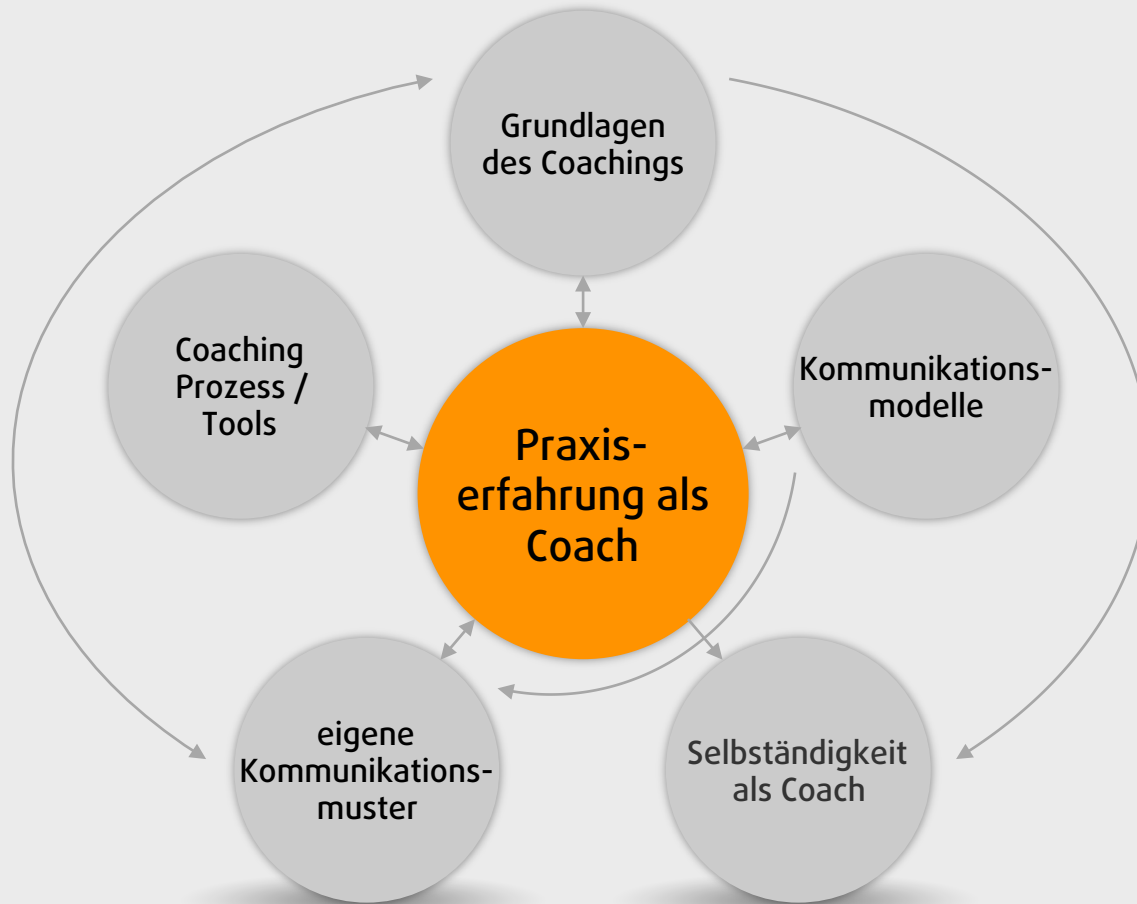 Grundlagen
des Coachings
Coaching
Prozess /
Tools
Kommunikations-
modelle
Praxis-
erfahrung als
Coach
eigene
Kommunikations-
muster
Selbständigkeit
als Coach